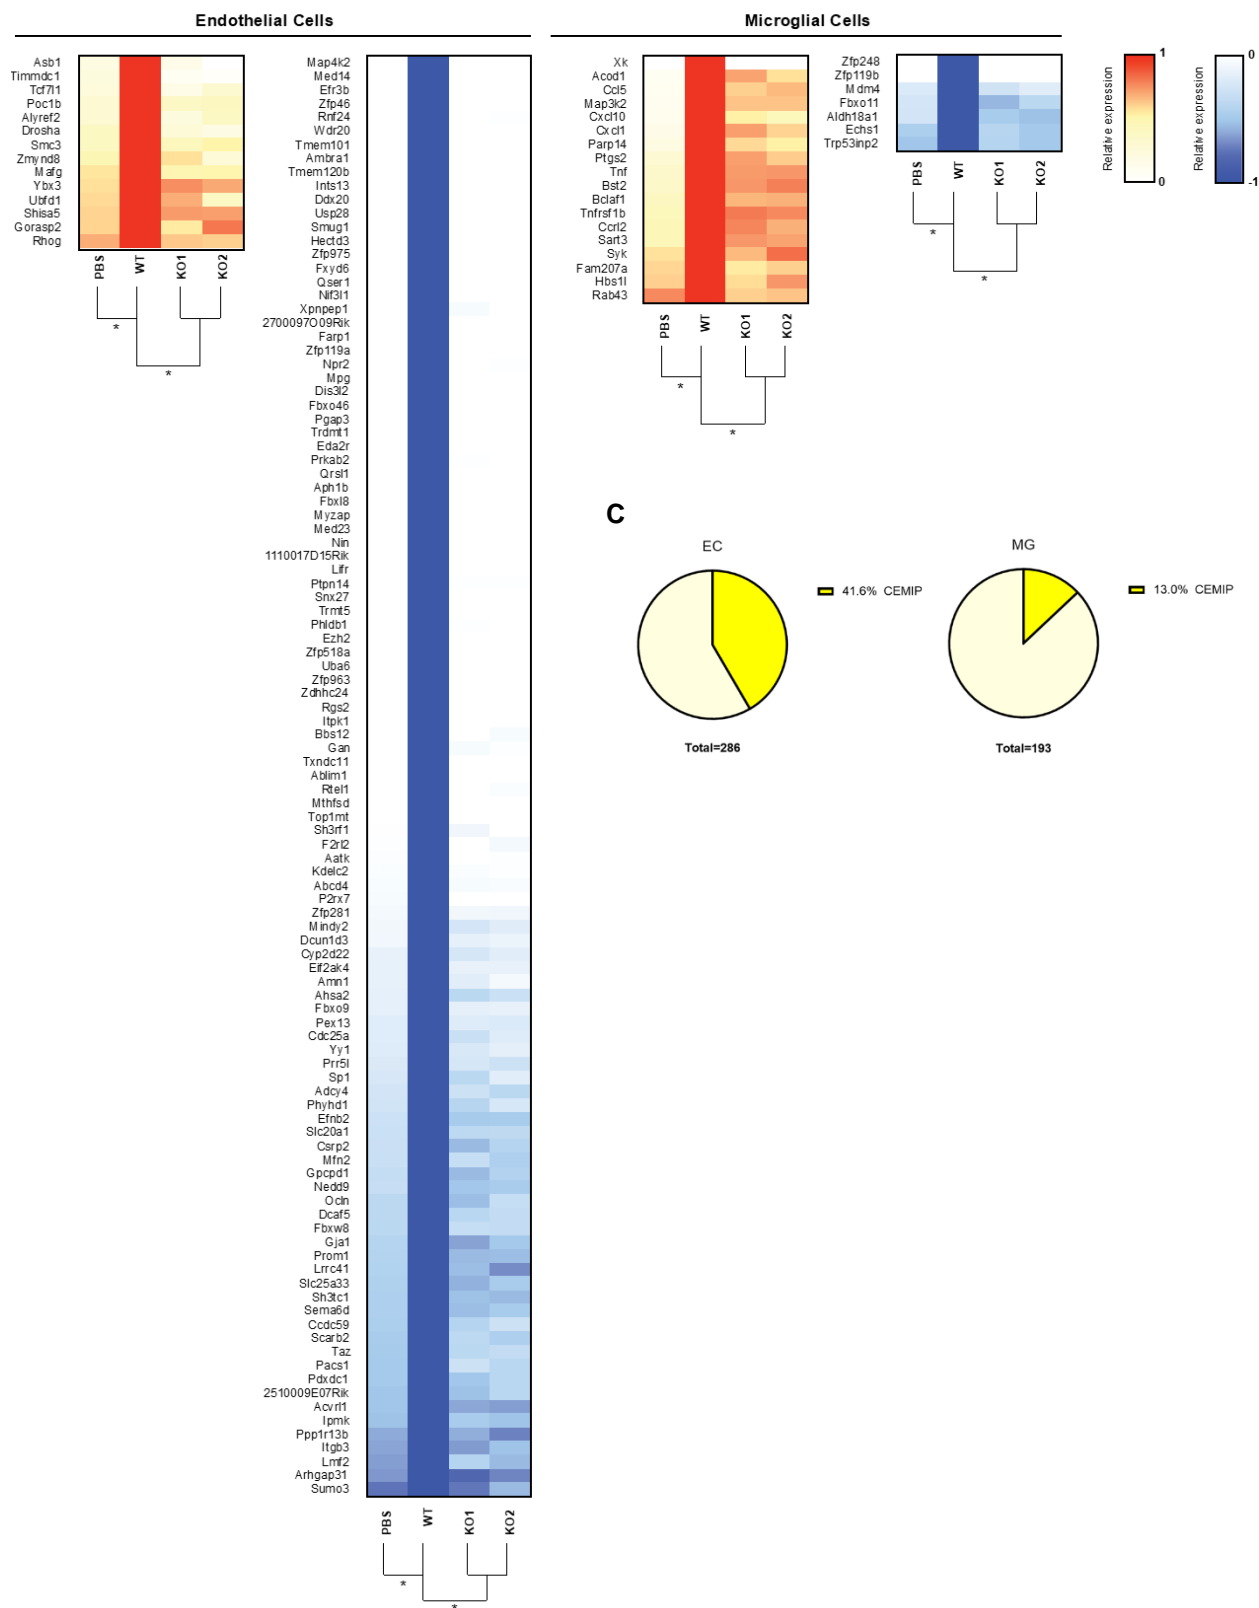 Endothelial Cells
Microglial Cells
Asb1
Timmdc1
Tcf7l1
Poc1b
Alyref2
Drosha
Smc3
Zmynd8
Mafg
Ybx3
Ubfd1
Shisa5
Gorasp2
Rhog
PBS
WT
KO1
KO2
*
*
Map4k2
Med14
Efr3b
Zfp46
Rnf24
Wdr20
Tmem101
Ambra1
Tmem120b
Ints13
Ddx20
Usp28
Smug1
Hectd3
Zfp975
Fxyd6
Qser1
Nif3l1
Xpnpep1
2700097O09Rik
Farp1
Zfp119a
Npr2
Mpg
Dis3l2
Fbxo46
Pgap3
Trdmt1
Eda2r
Prkab2
Qrsl1
Aph1b
Fbxl8
Myzap
Med23
Nin
1110017D15Rik
Lifr
Ptpn14
Snx27
Trmt5
Phldb1
Ezh2
Zfp518a
Uba6
Zfp963
Zdhhc24
Rgs2
Itpk1
Bbs12
Gan
Txndc11
Ablim1
Rtel1
Mthfsd
Top1mt
Sh3rf1
F2rl2
Aatk
Kdelc2
Abcd4
P2rx7
Zfp281
Mindy2
Dcun1d3
Cyp2d22
Eif2ak4
Amn1
Ahsa2
Fbxo9
Pex13
Cdc25a
Yy1
Prr5l
Sp1
Adcy4
Phyhd1
Efnb2
Slc20a1
Csrp2
Mfn2
Gpcpd1
Nedd9
Ocln
Dcaf5
Fbxw8
Gja1
Prom1
Lrrc41
Slc25a33
Sh3tc1
Sema6d
Ccdc59
Scarb2
Taz
Pacs1
Pdxdc1
2510009E07Rik
Acvrl1
Ipmk
Ppp1r13b
Itgb3
Lmf2
Arhgap31
Sumo3
PBS
WT
KO1
KO2
*
*
Xk
Acod1
Ccl5
Map3k2
Cxcl10
Cxcl1
Parp14
Ptgs2
Tnf
Bst2
Bclaf1
Tnfrsf1b
Ccrl2
Sart3
Syk
Fam207a
Hbs1l
Rab43
PBS
WT
KO1
KO2
*
*
Zfp248
Zfp119b
Mdm4
Fbxo11
Aldh18a1
Echs1
Trp53inp2
PBS
WT
KO1
KO2
*
*
Relative expression
1
0
Relative expression
0
-1
C
EC
41.6% CEMIP
Total=286
MG
13.0% CEMIP
Total=193